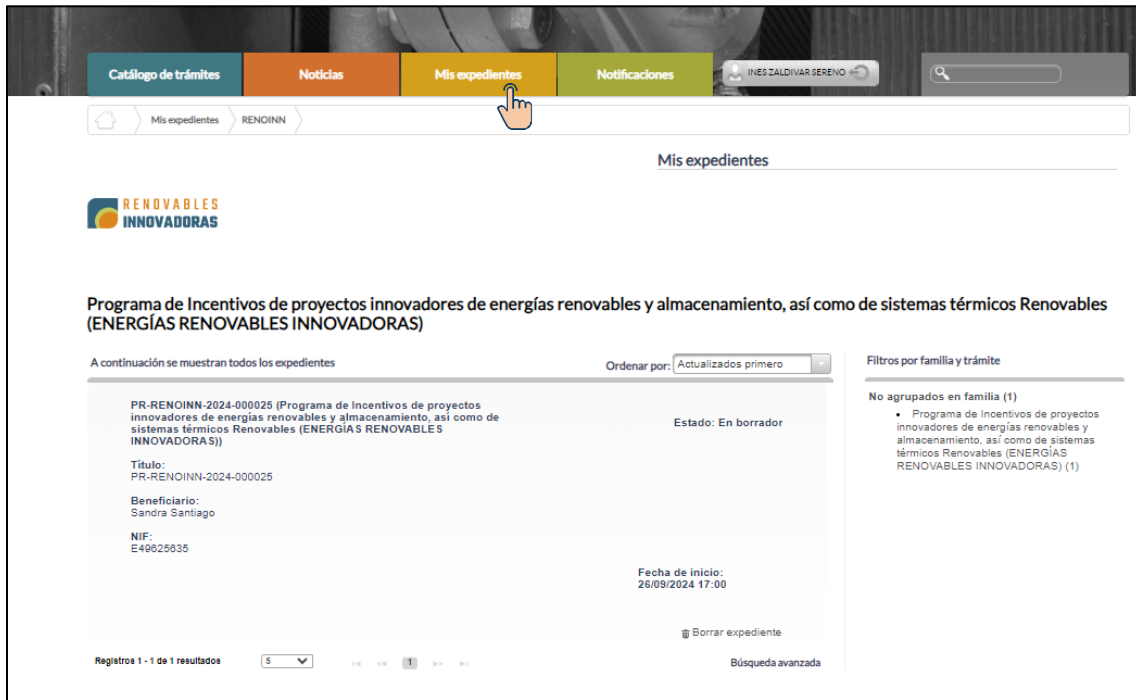 Catálogo de trámites
Noticias
Mis expedientes
Notificaciones
INES ZALDIVAR SERENO
Mis expedientes
RENOINN
Mis expedientes
RENOVABLES
INNOVADORAS
Programa de Incentivos de proyectos innovadores de energías renovables y almacenamiento, así como de sistemas térmicos Renovables
(ENERGÍAS RENOVABLES INNOVADORAS)
A continuación se muestran todos los expedientes
Ordenar por: Actualizados primero
Filtros por familia y trámite
PR-RENOINN-2024-000025 (Programa de Incentivos de proyectos
innovadores de energías renovables y almacenamiento, así como de
sistemas térmicos Renovables (ENERGÍAS RENOVABLES
INNOVADORAS))
Estado: En borrador
Título:
PR-RENOINN-2024-000025
Beneficiario:
Sandra Santiago
NIF:
E49625635
Fecha de inicio:
26/09/2024 17:00
Borrar expediente
No agrupados en familia (1)
Programa de Incentivos de proyectos
innovadores de energías renovables y
almacenamiento, así como de sistemas
térmicos Renovables (ENERGÍAS
RENOVABLES INNOVADORAS) (1)
Registros 1 - 1 de 1 resultados
5
1
Búsqueda avanzada